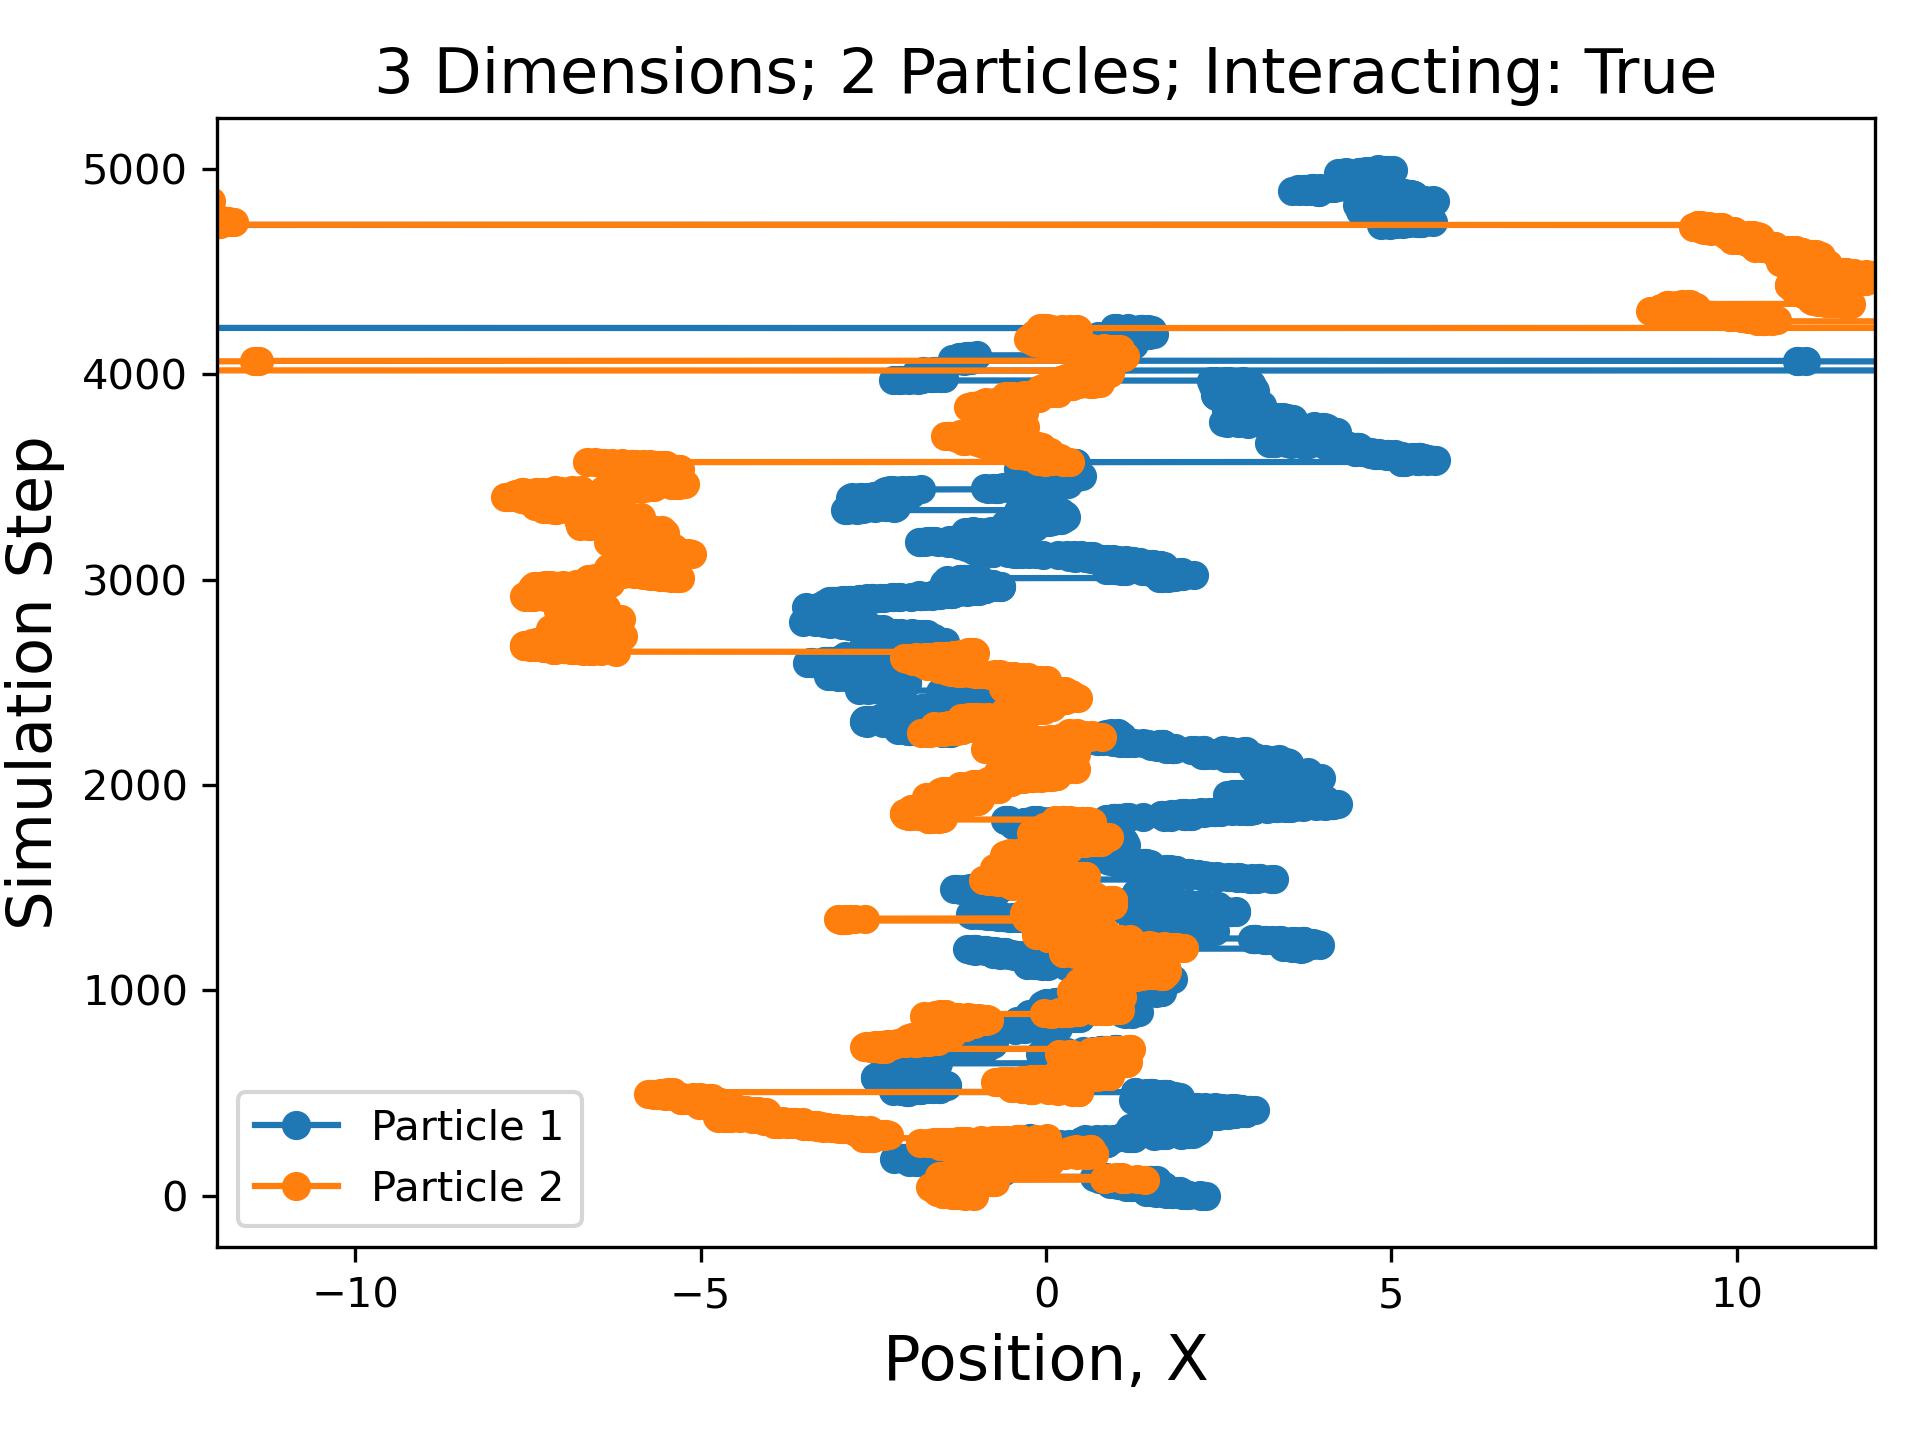 3 Dimensions; 2 Particles; Interacting: True
5000
4000
3000
2000
1000
0
Simulation Step
Particle 1
Particle 2
−10
−5
0
5
10
Position, X